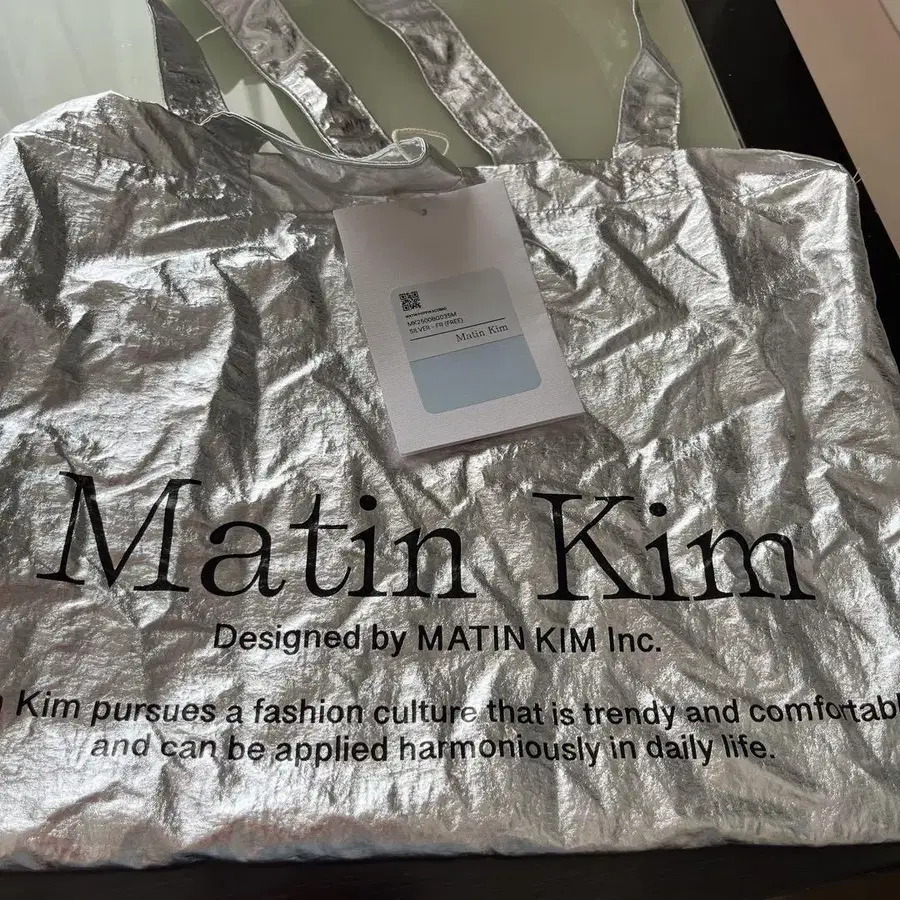 MK2500BG035M
SILVER - FR (FREE)
Matin Kim
Matin Kim
Designed by MATIN KIM Inc.
Kim pursues a fashion culture that is trendy and comfortabl
and can be applied harmoniously in daily life.